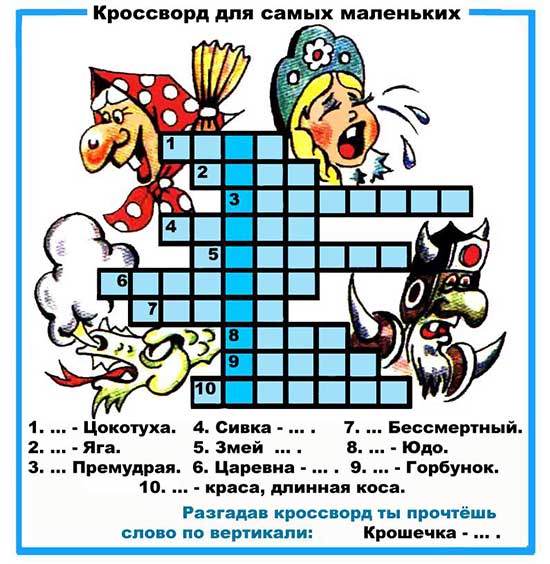 Кроссворд для самых маленьких
1
2
3
4
5
6
7
8
9
10
1. ... - Цокотуха. 4. Сивка - ... . 7. ... Бессмертный.
2. ... - Яга. 5. Змей ... . 8. ... - Юдо.
3. ... Премудрая. 6. Царевна - ... . 9. ... - Горбунок.
10. ... - краса, длинная коса.
Разгадав кроссворд ты прочтёшь
слово по вертикали: Крошечка - ... .